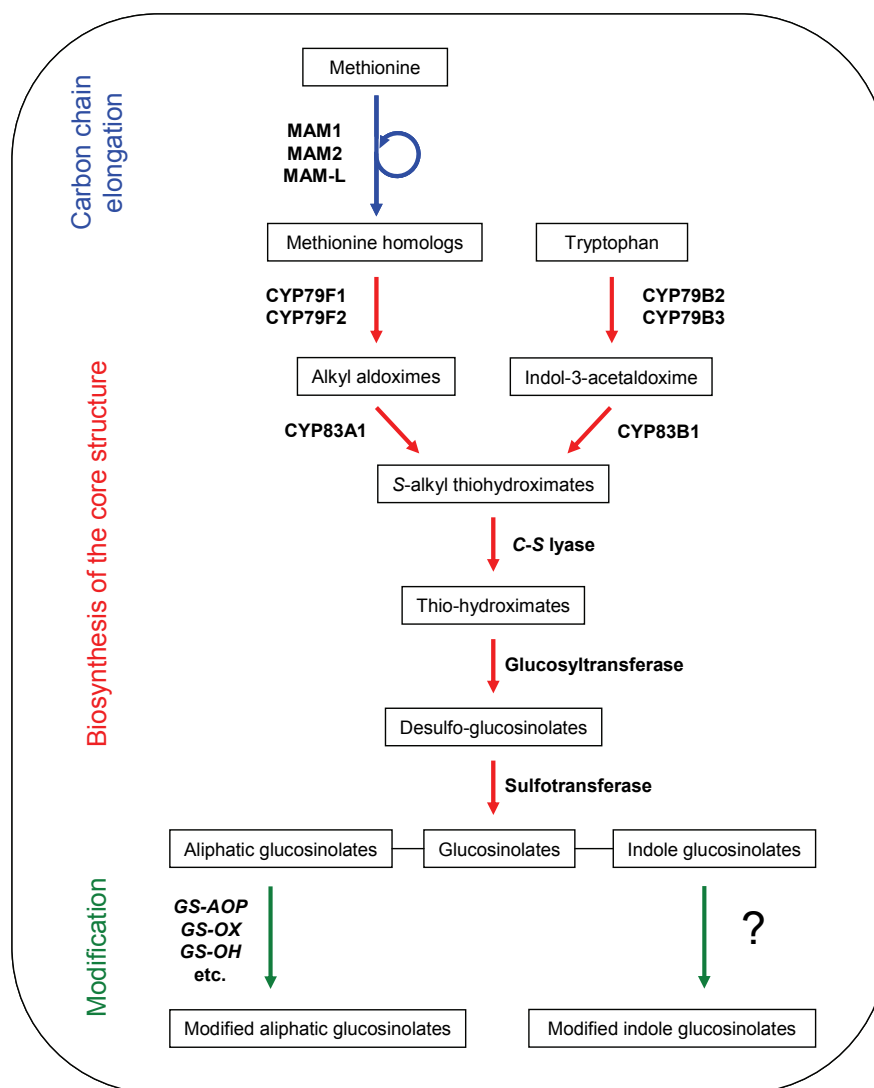 Carbon chain
elongation
Methionine
MAM1
MAM2
MAM-L
Methionine homologs
Tryptophan
CYP79F1
CYP79F2
CYP79B2
CYP79B3
Biosynthesis of the core structure
Alkyl aldoximes
Indol-3-acetaldoxime
CYP83A1
CYP83B1
S-alkyl thiohydroximates
C-S lyase
Thio-hydroximates
Glucosyltransferase
Desulfo-glucosinolates
Sulfotransferase
Aliphatic glucosinolates
Glucosinolates
Indole glucosinolates
Modification
GS-AOP
GS-OX
GS-OH
etc.
?
Modified aliphatic glucosinolates
Modified indole glucosinolates